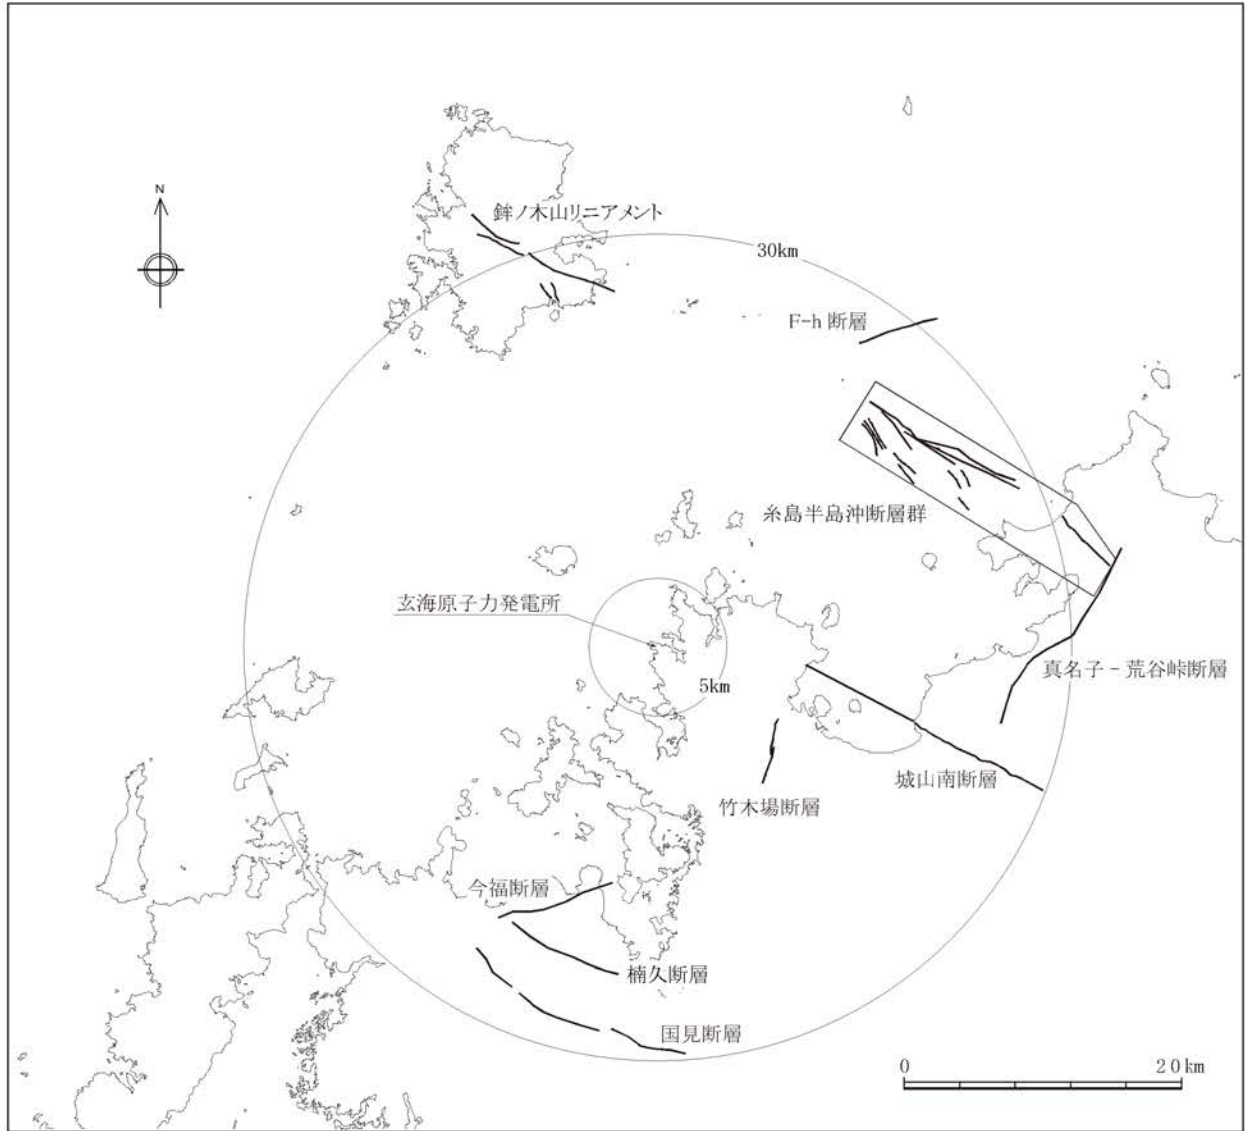 N
鉾ノ木山リニアメント
30km
F-h 断層
糸島半島沖断層群
玄海原子力発電所
5km
真名子－荒谷峠断層
城山南断層
竹木場断層
今福断層
楠久断層
国見断層
0 20km